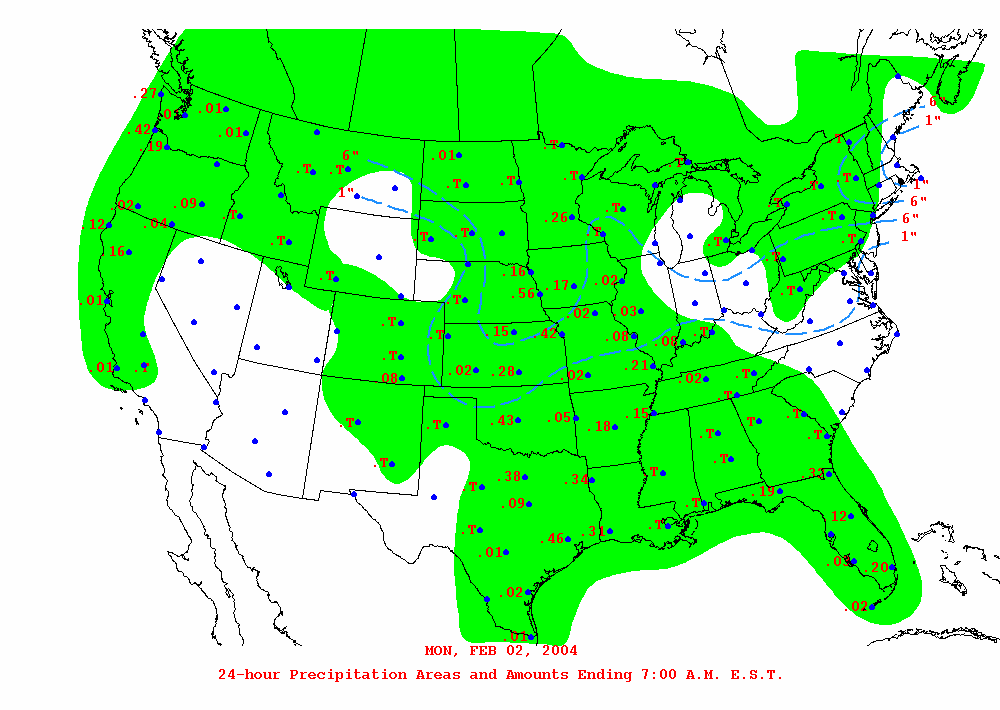 6"
.27
.01
.01
1"
.42
.01
.T
.T
.19
6"
.01
.T
.T
.T
.T
.T
.T
1"
1"
.02
.09
.T
6"
.12
.04
.26
.T
.T
6"
.T
.T
.T
.T
.T
.T
1"
.16
.T
.T
.16
.02
.T
.01
.T
.56
.17
.T
.02
.03
.T
.T
.15
.42
.08
.08
.T
.01
.T
.T
.02
.28
.02
.21
.02
.T
.08
.T
.T
.T
.43
.05
.18
.15
.T
.T
.T
.T
.T
.T
.38
.34
.T
.33
.T
.09
.T
.19
.T
.T
.12
.01
.46
.31
.20
.02
.02
.01
MON, FEB 02, 2004
24-hour Precipitation Areas and Amounts Ending 7:00 A.M. E.S.T.